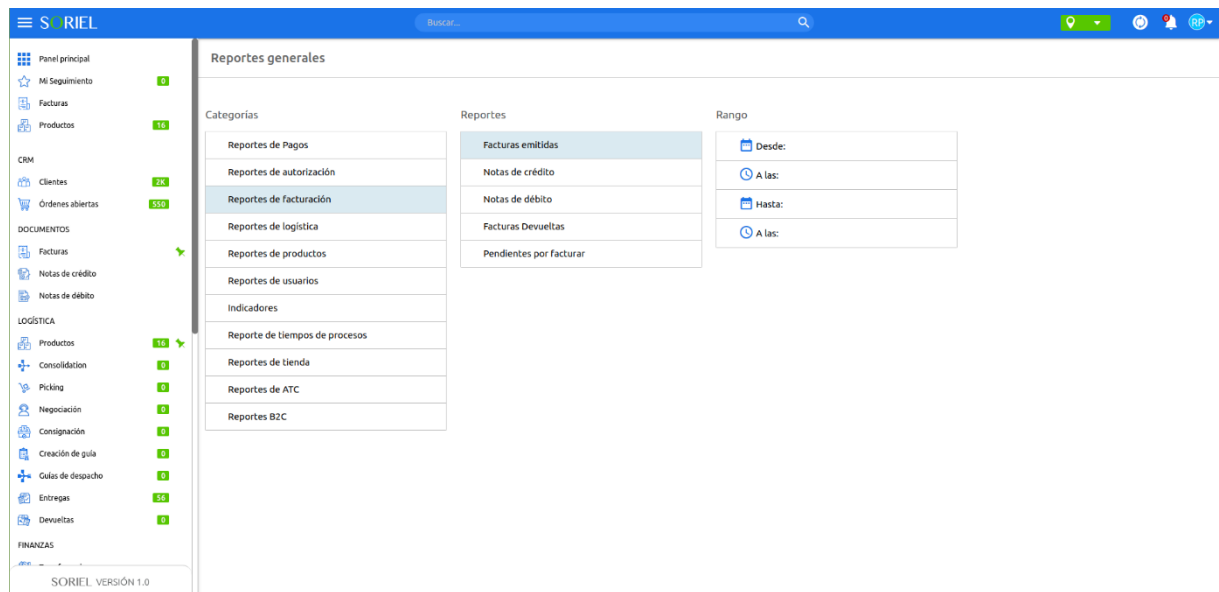 SORIEL
Buscar...
0
RP
Panel principal
Mi Seguimiento 0
Facturas
Productos 16
CRM
Clientes 2K
Órdenes abiertas 550
DOCUMENTOS
Facturas
Notas de crédito
Notas de débito
LOGÍSTICA
Productos 16
Consolidation 0
Picking 0
Negociación 0
Consignación 0
Creación de guía 0
Guías de despacho 0
Entregas 56
Devueltas 0
FINANZAS
SORIEL VERSIÓN 1.0
Reportes generales
Categorías
Reportes de Pagos
Reportes de autorización
Reportes de facturación
Reportes de logística
Reportes de productos
Reportes de usuarios
Indicadores
Reporte de tiempos de procesos
Reportes de tienda
Reportes de ATC
Reportes B2C
Reportes
Facturas emitidas
Notas de crédito
Notas de débito
Facturas Devueltas
Pendientes por facturar
Rango
Desde:
A las:
Hasta:
A las: